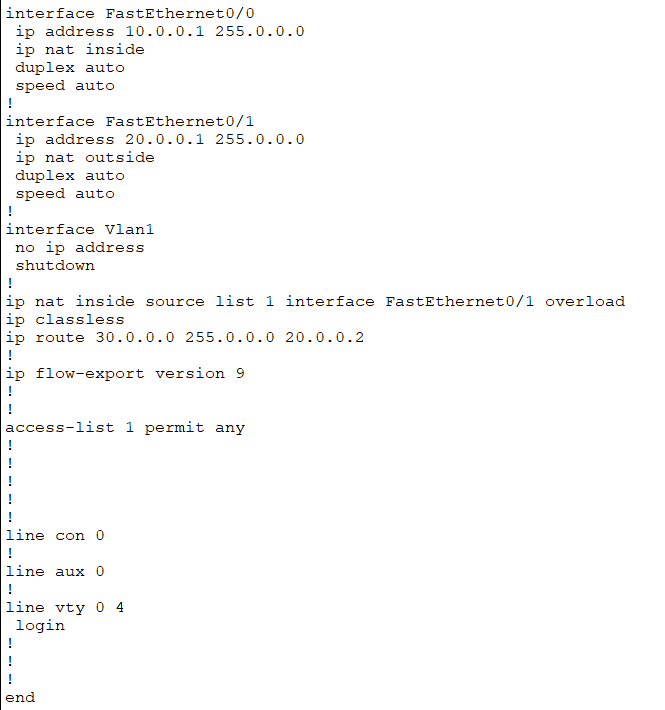 interface FastEthernet0/0
 ip address 10.0.0.1 255.0.0.0
 ip nat inside
 duplex auto
 speed auto
!
interface FastEthernet0/1
 ip address 20.0.0.1 255.0.0.0
 ip nat outside
 duplex auto
 speed auto
!
interface Vlan1
 no ip address
 shutdown
!
ip nat inside source list 1 interface FastEthernet0/1 overload
ip classless
ip route 30.0.0.0 255.0.0.0 20.0.0.2
!
ip flow-export version 9
!
!
access-list 1 permit any
!
!
!
!
!
line con 0
!
line aux 0
!
line vty 0 4
 login
!
!
!
end